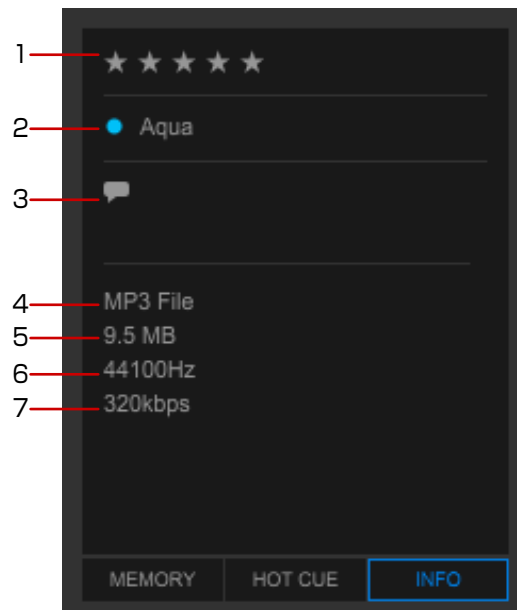 1
2 Aqua
3
4 MP3 File
5 9.5 MB
6 44100Hz
7 320kbps
MEMORY HOT CUE INFO